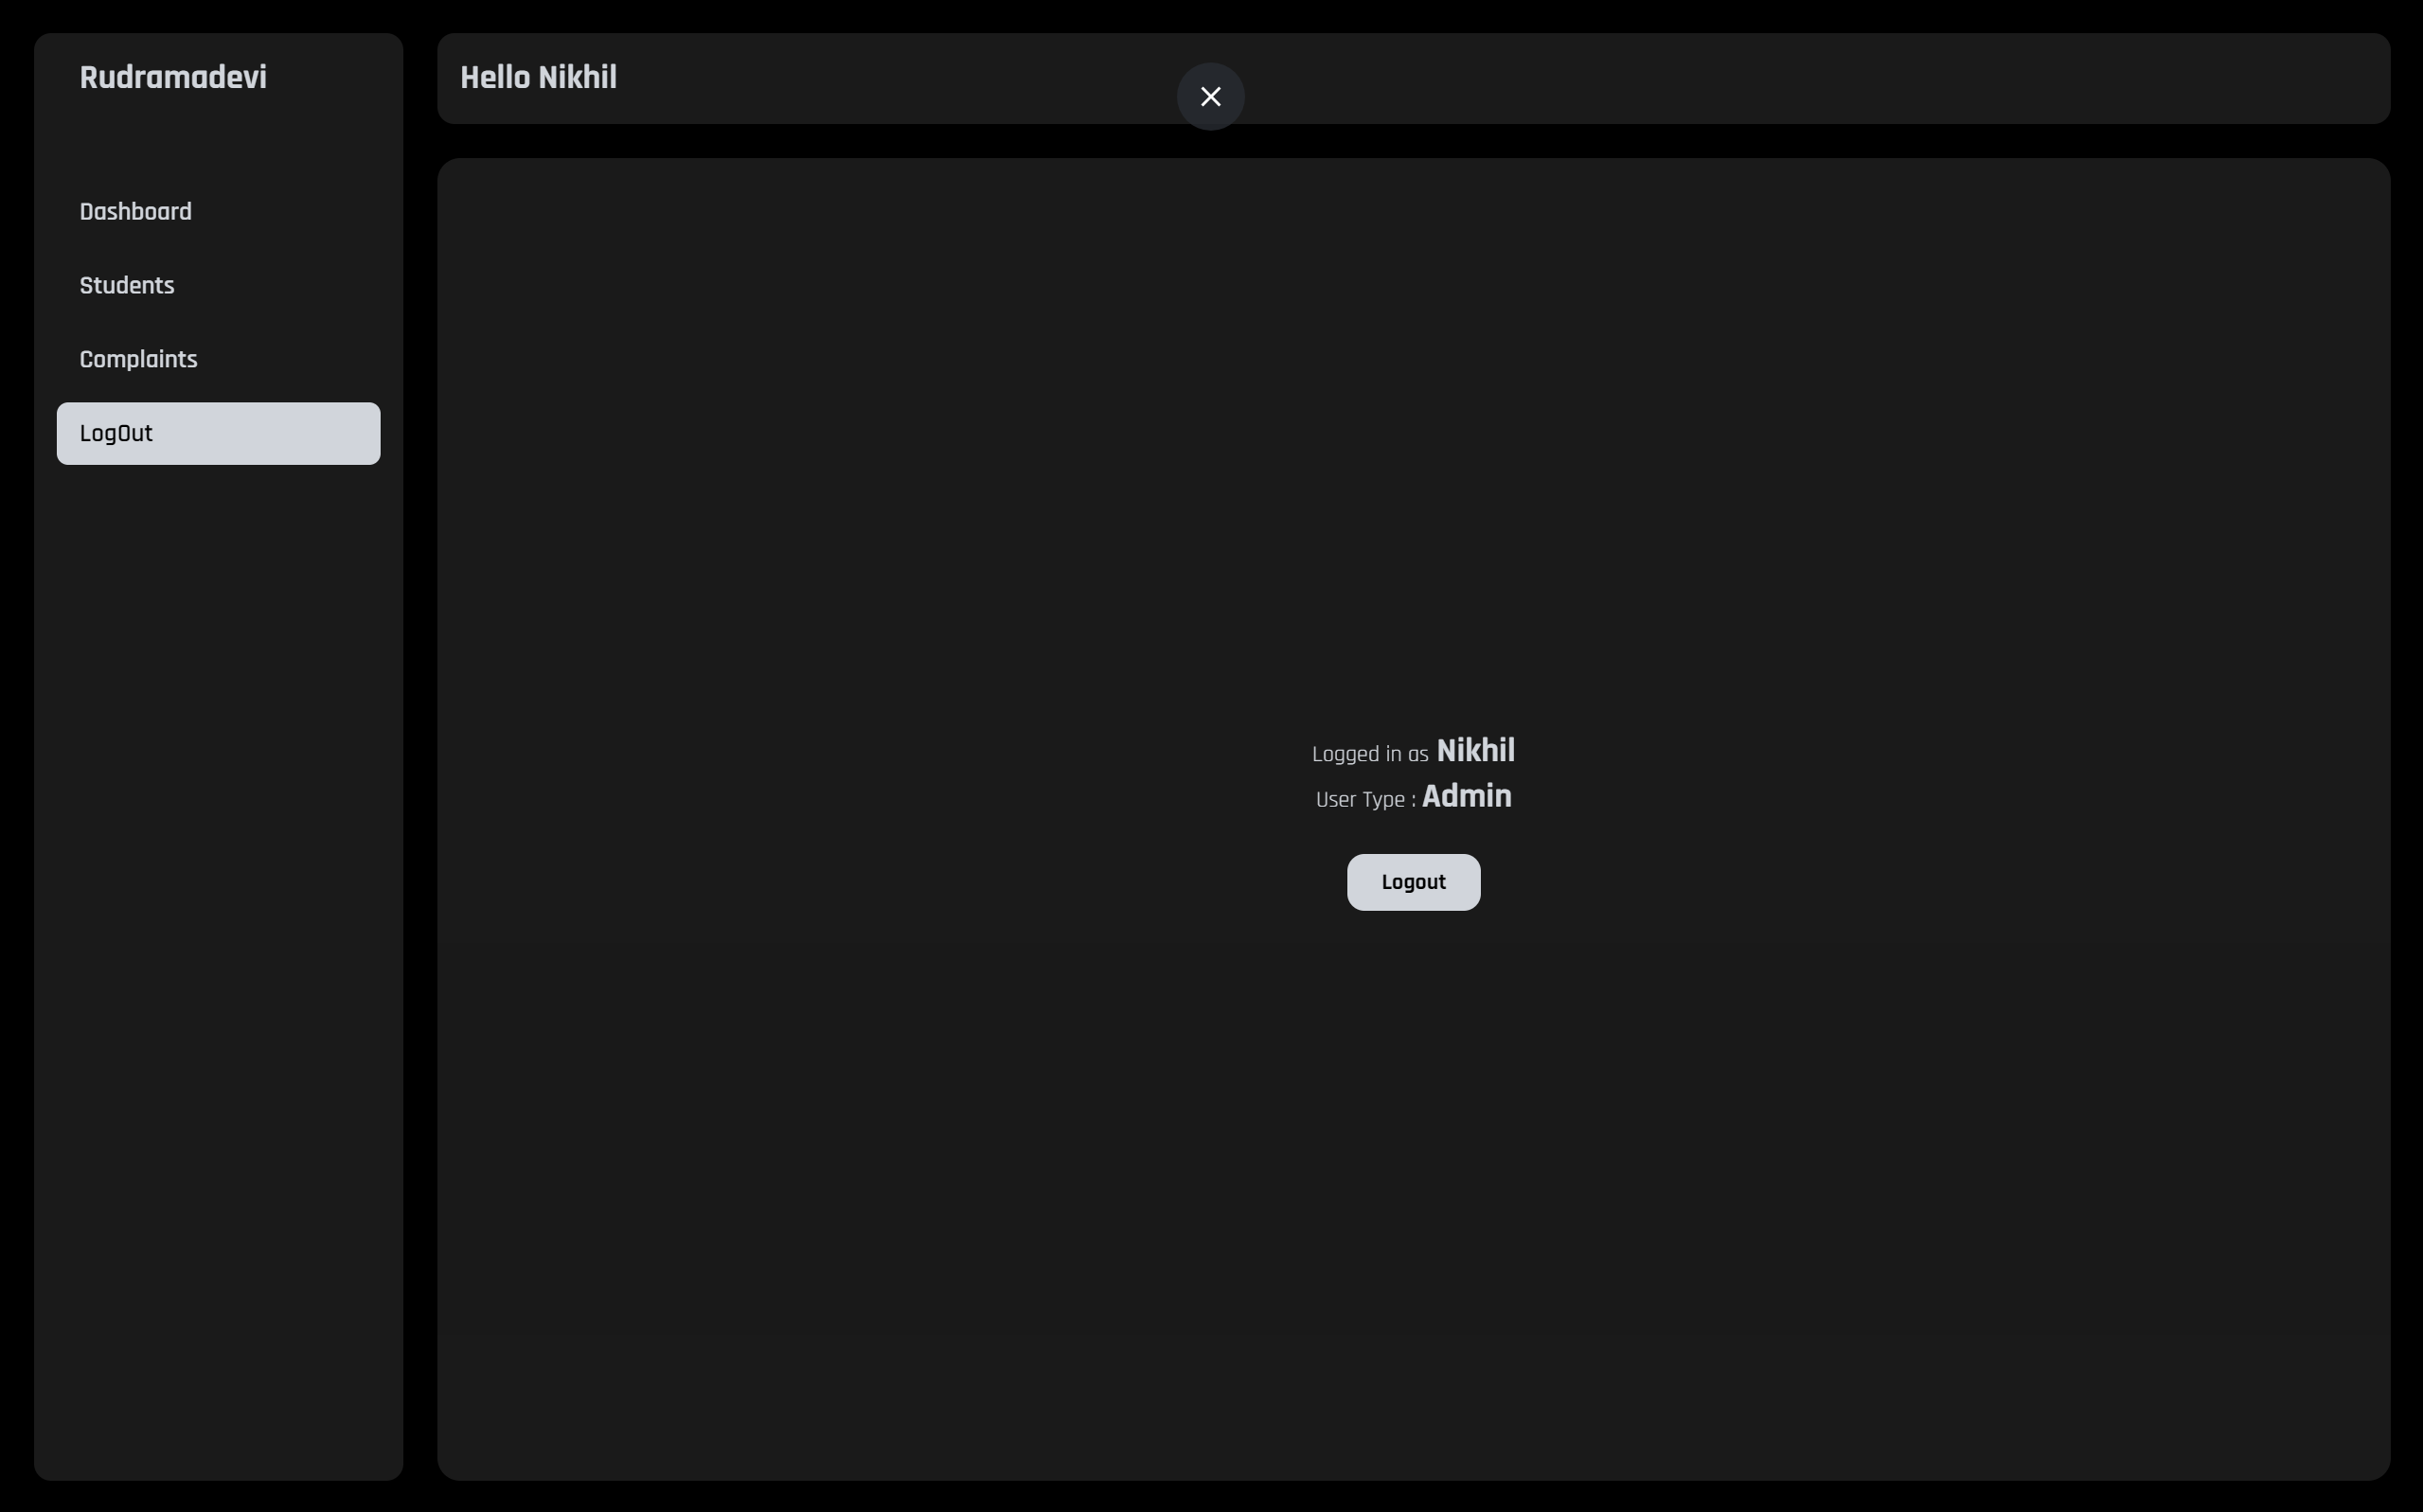 Rudramadevi
Dashboard
Students
Complaints
LogOut
Hello Nikhil
Logged in as Nikhil
User Type : Admin
Logout